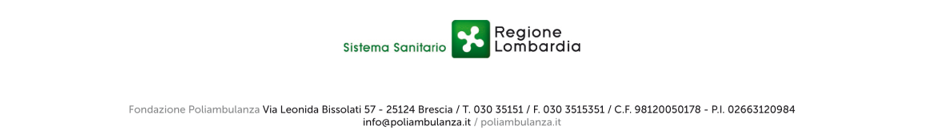 Sistema Sanitario
Regione
Lombardia
Fondazione Poliambulanza Via Leonida Bissolati 57 - 25124 Brescia / T. 030 35151 / F. 030 3515351 / C.F. 98120050178 - P.I. 02663120984
info@poliambulanza.it / poliambulanza.it